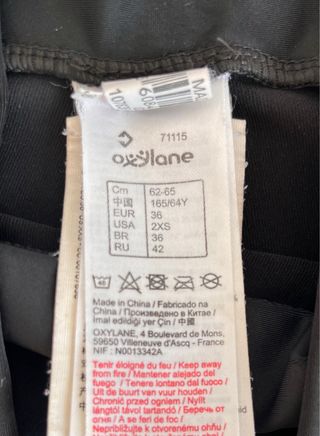 71115
oxylane
Cm 62-65
中國 165/64Y
EUR 36
USA 2XS
BR 36
RU 42
Made in China / Fabricado na
China / Произведено в Китае /
imal edildiği yer Çin / 中國
OXYLANE, 4 Boulevard de Mons,
59650 Villeneuve d'Ascq - France
NIF : N0013342A
Tenir éloigné du feu / Keep away
from fire / Mantener alejado del
fuego / Tenere lontano dal fuoco /
Uit de buurt van vuur houden /
Chronić przed ogniem / Nyílt
lángtól távol tartandó / Беречь от
огня / A se feri de foc /
Nepribližujte k otvorenému ohňu /